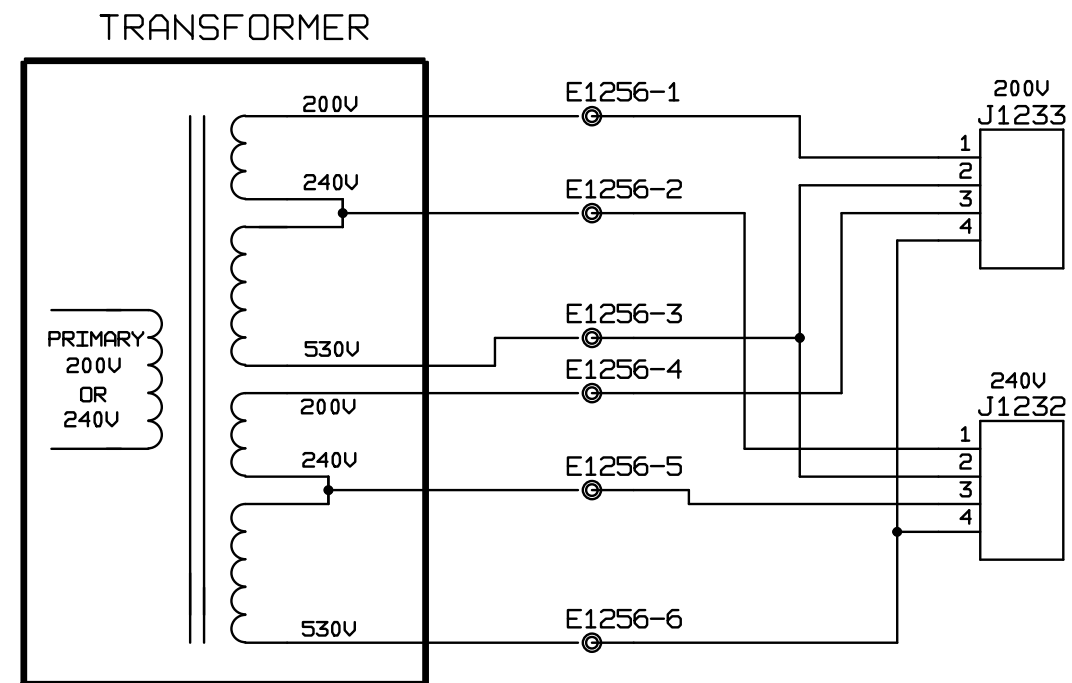 TRANSFORMER
200V
240V
530V
200V
240V
530V
PRIMARY
200V
OR
240V
E1256-1
E1256-2
E1256-3
E1256-4
E1256-5
E1256-6
200V
J1233
1
2
3
4
240V
J1232
1
2
3
4